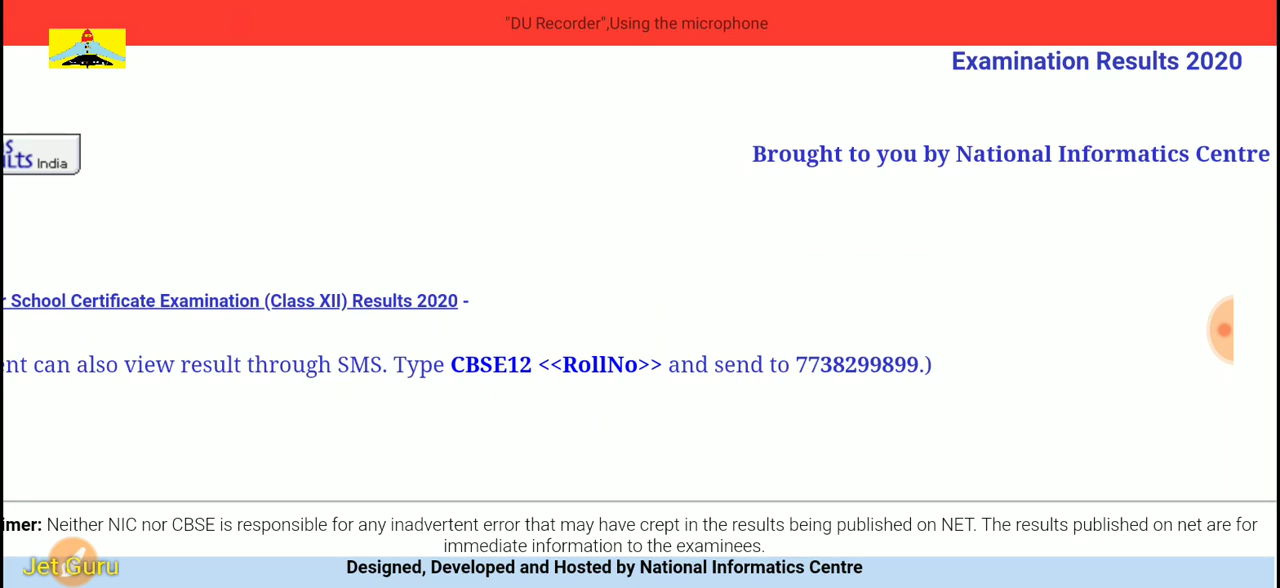 "DU Recorder",Using the microphone
Examination Results 2020
LTS India
Brought to you by National Informatics Centre
r School Certificate Examination (Class XII) Results 2020 -
nt can also view result through SMS. Type CBSE12 <<RollNo>> and send to 7738299899.)
imer: Neither NIC nor CBSE is responsible for any inadvertent error that may have crept in the results being published on NET. The results published on net are for
immediate information to the examinees.
Jet Guru
Designed, Developed and Hosted by National Informatics Centre